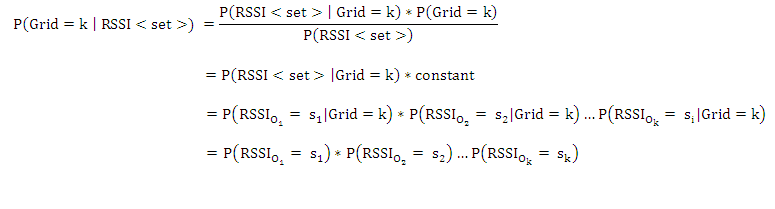 P(Grid = k | RSSI < set >) = P(RSSI < set > | Grid = k) * P(Grid = k) / P(RSSI < set >)
= P(RSSI < set > |Grid = k) * constant
= P(RSSI_{O_1} = s_1|Grid = k) * P(RSSI_{O_2} = s_2|Grid = k) ... P(RSSI_{O_k} = s_i|Grid = k)
= P(RSSI_{O_1} = s_1) * P(RSSI_{O_2} = s_2) ... P(RSSI_{O_k} = s_k)